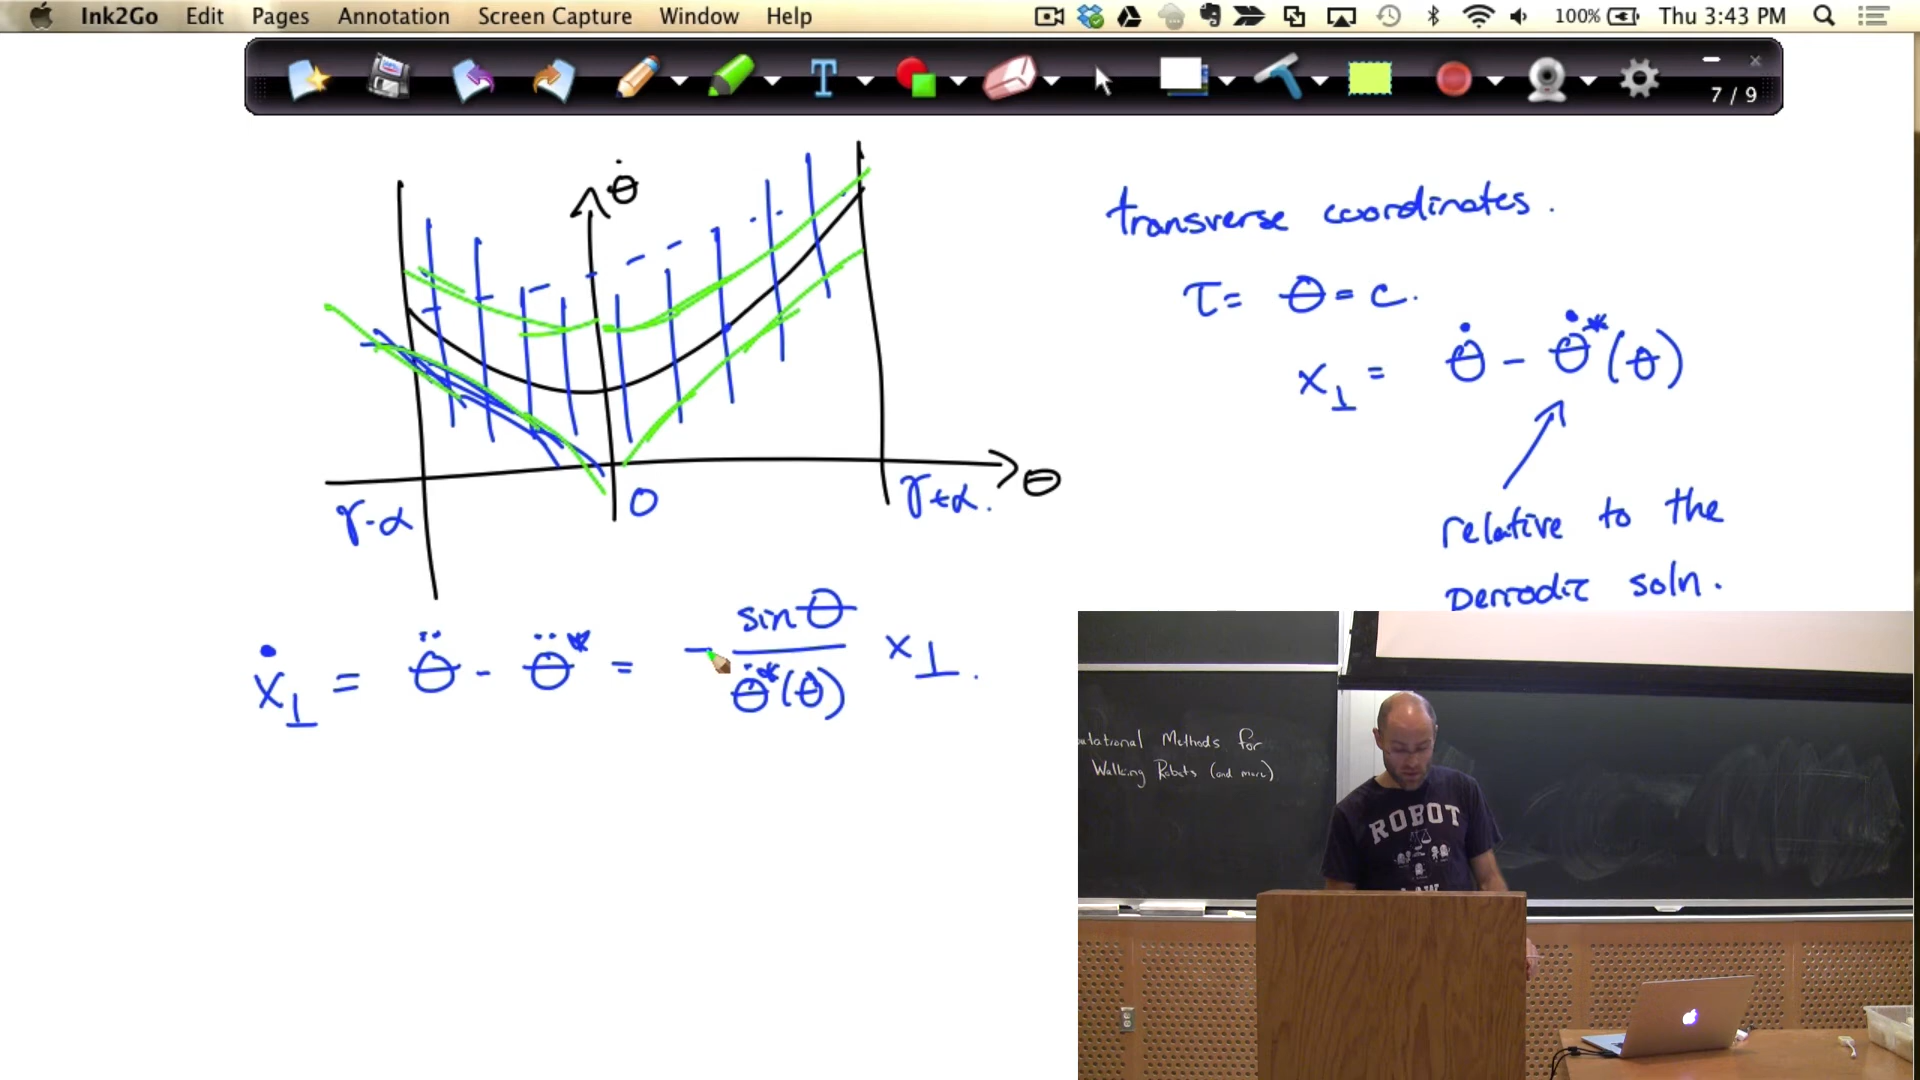 Ink2Go Edit Pages Annotation Screen Capture Window Help 100% Thu 3:43 PM
T
7 / 9
θ̇
transverse coordinates.
τ = θ = c.
x⊥ = θ̇ - θ̇*(θ)
θ
γ-α 0 γ+α.
relative to the
periodic soln.
ẋ⊥ = θ̈ - θ̈* = - sinθ / θ̇*(θ) x⊥.
Methods for
Walking Robots (and more)
ROBOT